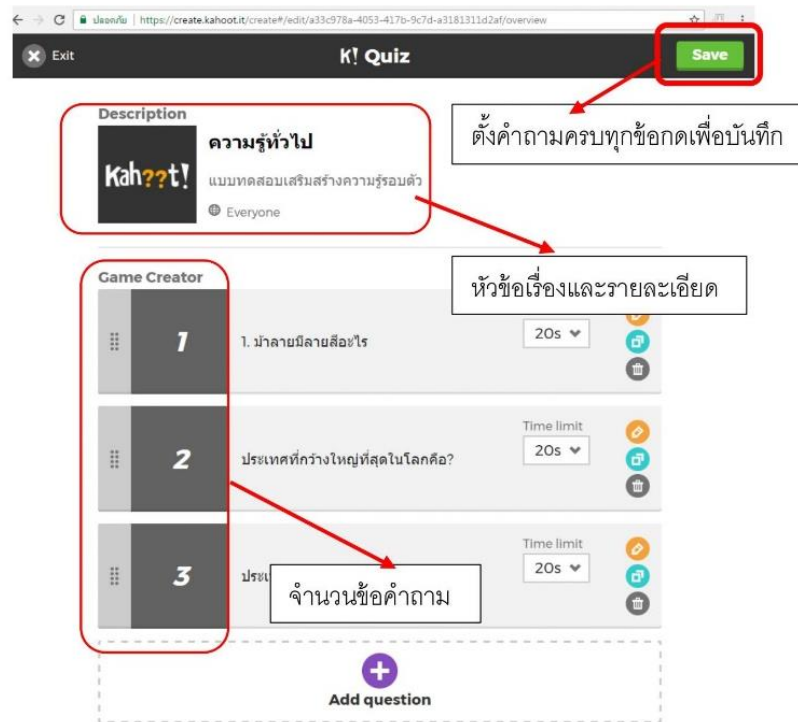 ปลอดภัย | https://create.kahoot.it/create#/edit/a33c978a-4053-417b-9c7d-a3181311d2af/overview
Exit
K! Quiz
Save
ตั้งคำถามครบทุกข้อกดเพื่อบันทึก
Description
Kah??t!
ความรู้ทั่วไป
แบบทดสอบเสริมสร้างความรู้รอบตัว
Everyone
หัวข้อเรื่องและรายละเอียด
Game Creator
1
1. ม้าลายมีลายสีอะไร
20s
2
ประเทศที่กว้างใหญ่ที่สุดในโลกคือ?
Time limit
20s
3
Time limit
20s
จำนวนข้อคำถาม
Add question